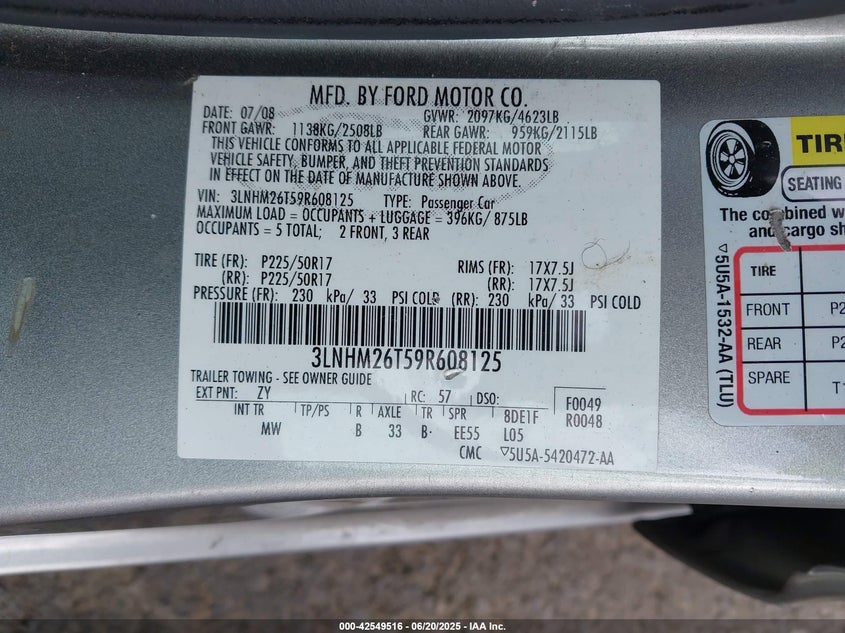 MFD. BY FORD MOTOR CO.
DATE: 07/08 GVWR: 2097KG/4623LB
FRONT GAWR: 1138KG/2508LB REAR GAWR: 959KG/2115LB
THIS VEHICLE CONFORMS TO ALL APPLICABLE FEDERAL MOTOR
VEHICLE SAFETY, BUMPER, AND THEFT PREVENTION STANDARDS
IN EFFECT ON THE DATE OF MANUFACTURE SHOWN ABOVE.
VIN: 3LNHM26T59R608125 TYPE: Passenger Car
MAXIMUM LOAD = OCCUPANTS + LUGGAGE = 396KG/ 875LB
OCCUPANTS = 5 TOTAL; 2 FRONT, 3 REAR
TIRE (FR): P225/50R17 RIMS (FR): 17X7.5J
(RR): P225/50R17 (RR): 17X7.5J
PRESSURE (FR): 230 kPa/ 33 PSI COLD (RR): 230 kPa/ 33 PSI COLD
3LNHM26T59R608125
TRAILER TOWING - SEE OWNER GUIDE
EXT PNT: ZY RC: 57 DSO: F0049
INT TR TP/PS R AXLE TR SPR 8DE1F R0048
MW B 33 B EE55 L05
CMC ▽5U5A-5420472-AA
TIR
SEATING
The combined w
and cargo sh
TIRE
FRONT P2
REAR P2
SPARE T1
▽5U5A-1532-AA (TLU)
000-42549516 | 06/20/2025 - IAA Inc.